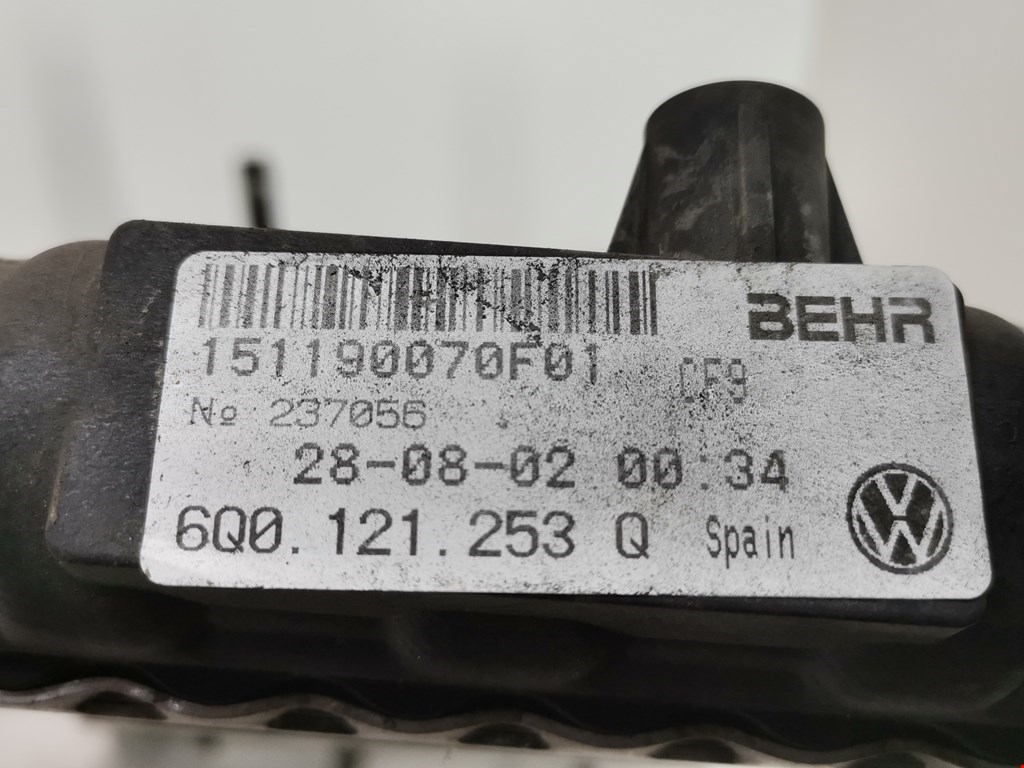 BEHR
151190070F01 CF9
№ 237056
28-08-02 00:34
6Q0.121.253 Q Spain